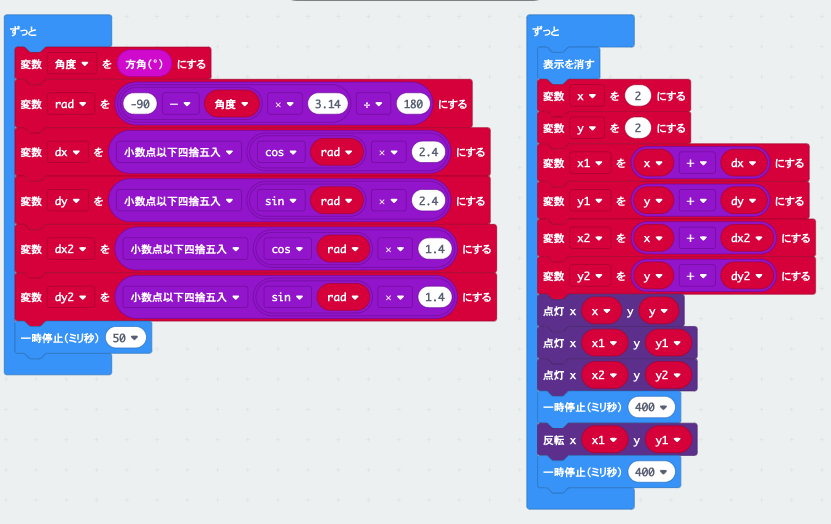 ずっと
変数 角度 を 方角(°) にする
変数 rad を -90 - 角度 × 3.14 ÷ 180 にする
変数 dx を 小数点以下四捨五入 cos rad × 2.4 にする
変数 dy を 小数点以下四捨五入 sin rad × 2.4 にする
変数 dx2 を 小数点以下四捨五入 cos rad × 1.4 にする
変数 dy2 を 小数点以下四捨五入 sin rad × 1.4 にする
一時停止(ミリ秒) 50
ずっと
表示を消す
変数 x を 2 にする
変数 y を 2 にする
変数 x1 を x + dx にする
変数 y1 を y + dy にする
変数 x2 を x + dx2 にする
変数 y2 を y + dy2 にする
点灯 x x y y
点灯 x x1 y y1
点灯 x x2 y y2
一時停止(ミリ秒) 400
反転 x x1 y y1
一時停止(ミリ秒) 400